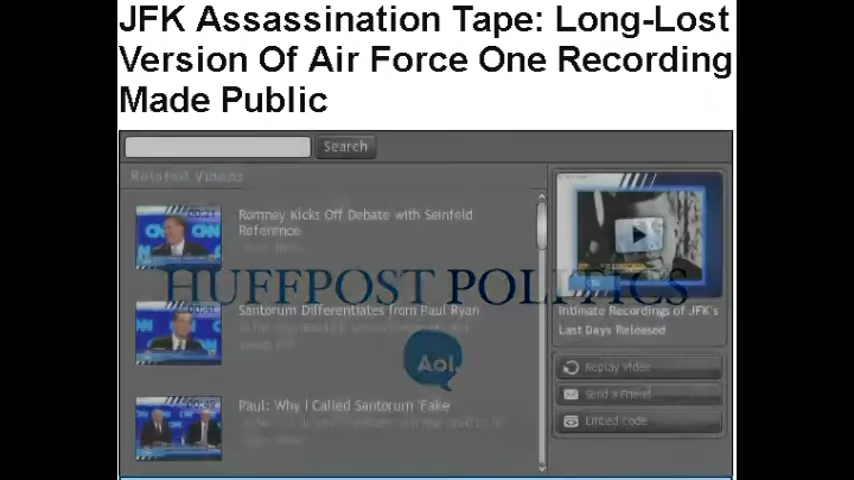 JFK Assassination Tape: Long-Lost
Version Of Air Force One Recording
Made Public
Search
Related Videos
00:21
Romney Kicks Off Debate with Seinfeld
Reference
HUFFPOST POLITICS
Santorum Differentiates from Paul Ryan
Aol.
Paul: Why I Called Santorum 'Fake
Intimate Recordings of JFK's
Last Days Released
Replay Video
Send a Friend
Embed code